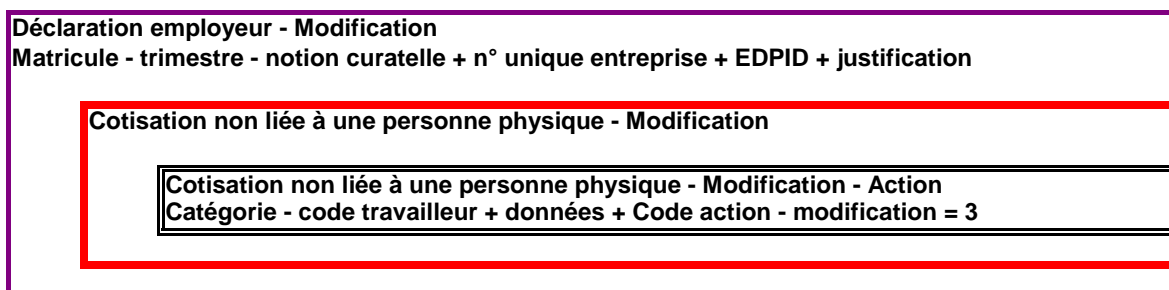 Déclaration employeur - Modification
Matricule - trimestre - notion curatelle + n° unique entreprise + EDPID + justification
Cotisation non liée à une personne physique - Modification
Cotisation non liée à une personne physique - Modification - Action
Catégorie - code travailleur + données + Code action - modification = 3